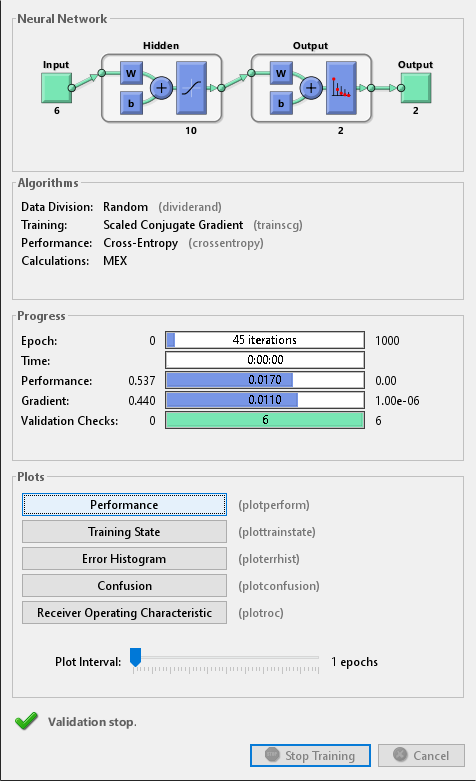 Neural Network
Hidden Output
Input Output
W W
b + b +
6 2
10 2
Algorithms
Data Division: Random (dividerand)
Training: Scaled Conjugate Gradient (trainscg)
Performance: Cross-Entropy (crossentropy)
Calculations: MEX
Progress
Epoch: 0 45 iterations 1000
Time: 0:00:00
Performance: 0.537 0.0170 0.00
Gradient: 0.440 0.0110 1.00e-06
Validation Checks: 0 6 6
Plots
Performance (plotperform)
Training State (plottrainstate)
Error Histogram (ploterrhist)
Confusion (plotconfusion)
Receiver Operating Characteristic (plotroc)
Plot Interval: 1 epochs
Validation stop.
Stop Training Cancel